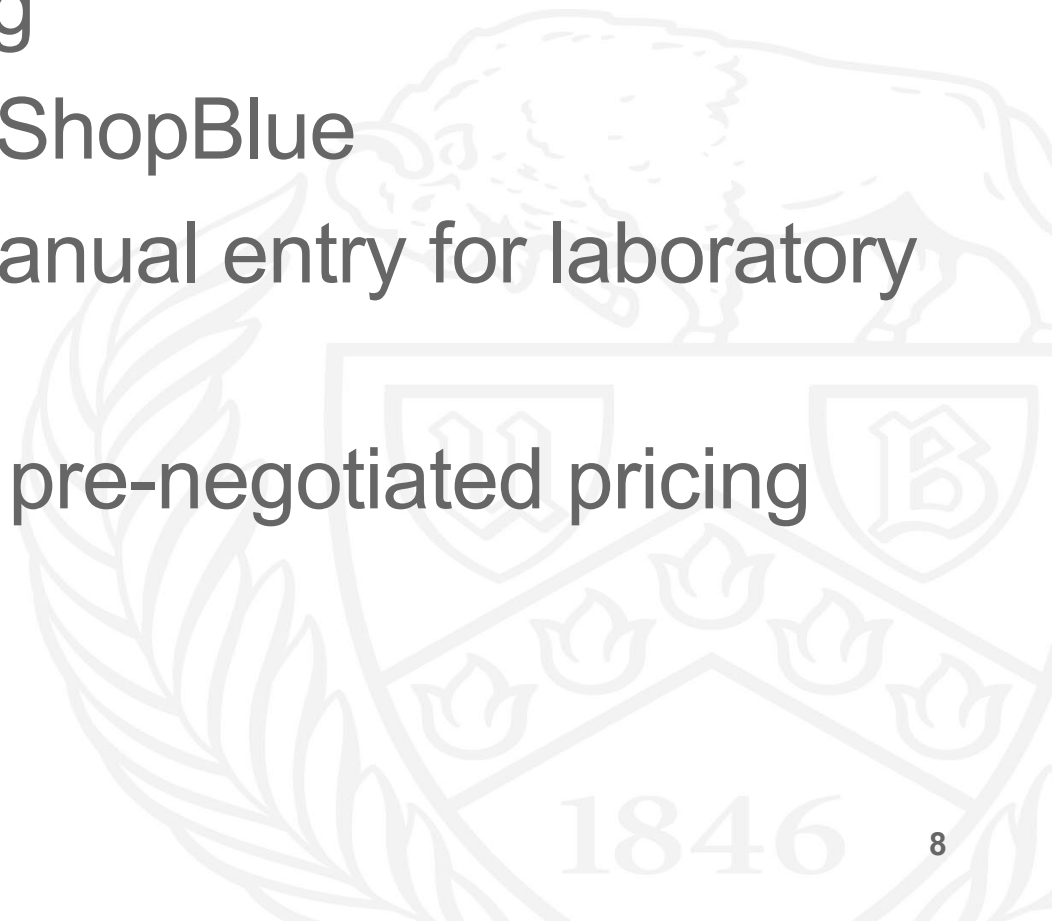 g
ShopBlue
anual entry for laboratory
pre-negotiated pricing
U B
1846
8